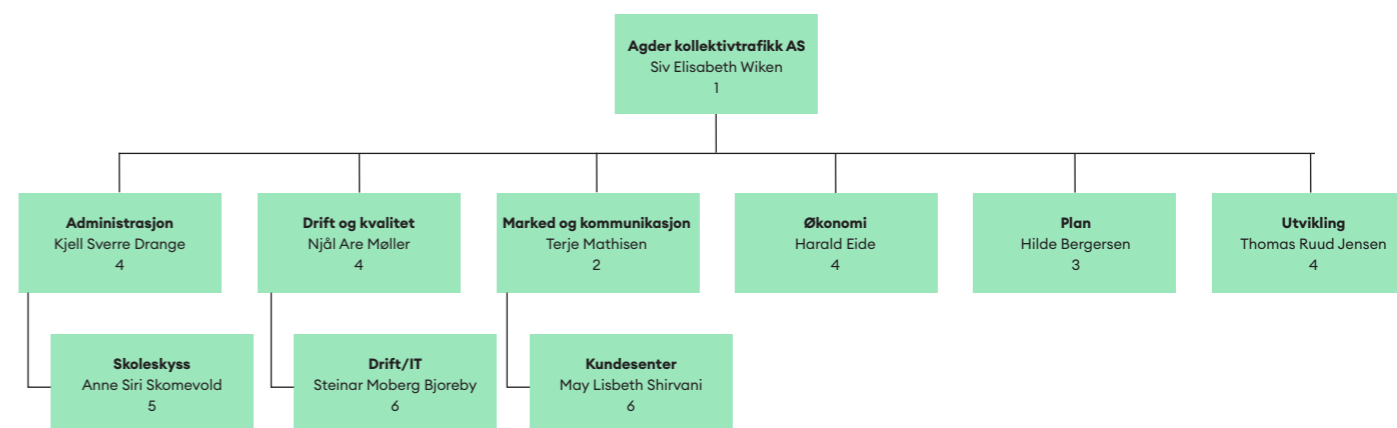 Agder kollektivtrafikk AS
Siv Elisabeth Wiken
1
Administrasjon
Kjell Sverre Drange
4
Drift og kvalitet
Njål Are Møller
4
Marked og kommunikasjon
Terje Mathisen
2
Økonomi
Harald Eide
4
Plan
Hilde Bergersen
3
Utvikling
Thomas Ruud Jensen
4
Skoleskyss
Anne Siri Skomevold
5
Drift/IT
Steinar Moberg Bjoreby
6
Kundesenter
May Lisbeth Shirvani
6